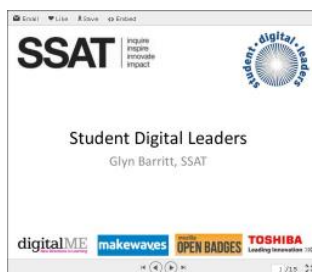 Email Like Save Embed
SSAT
inquire
inspire
innovate
impact
student • digital • leaders •
Student Digital Leaders
Glyn Barritt, SSAT
digitalME
makewaves
mozilla
OPEN BADGES
TOSHIBA
Leading Innovation >>>
1 /15